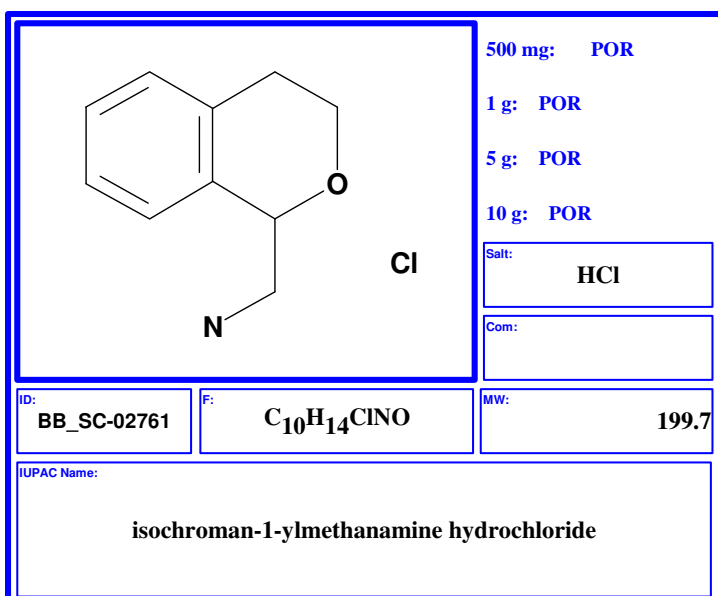 500 mg: POR
1 g: POR
5 g: POR
10 g: POR
O
Cl
N
Salt:
HCl
Com:
ID:
BB_SC-02761
F:
C10H14ClNO
MW:
199.7
IUPAC Name:
isochroman-1-ylmethanamine hydrochloride